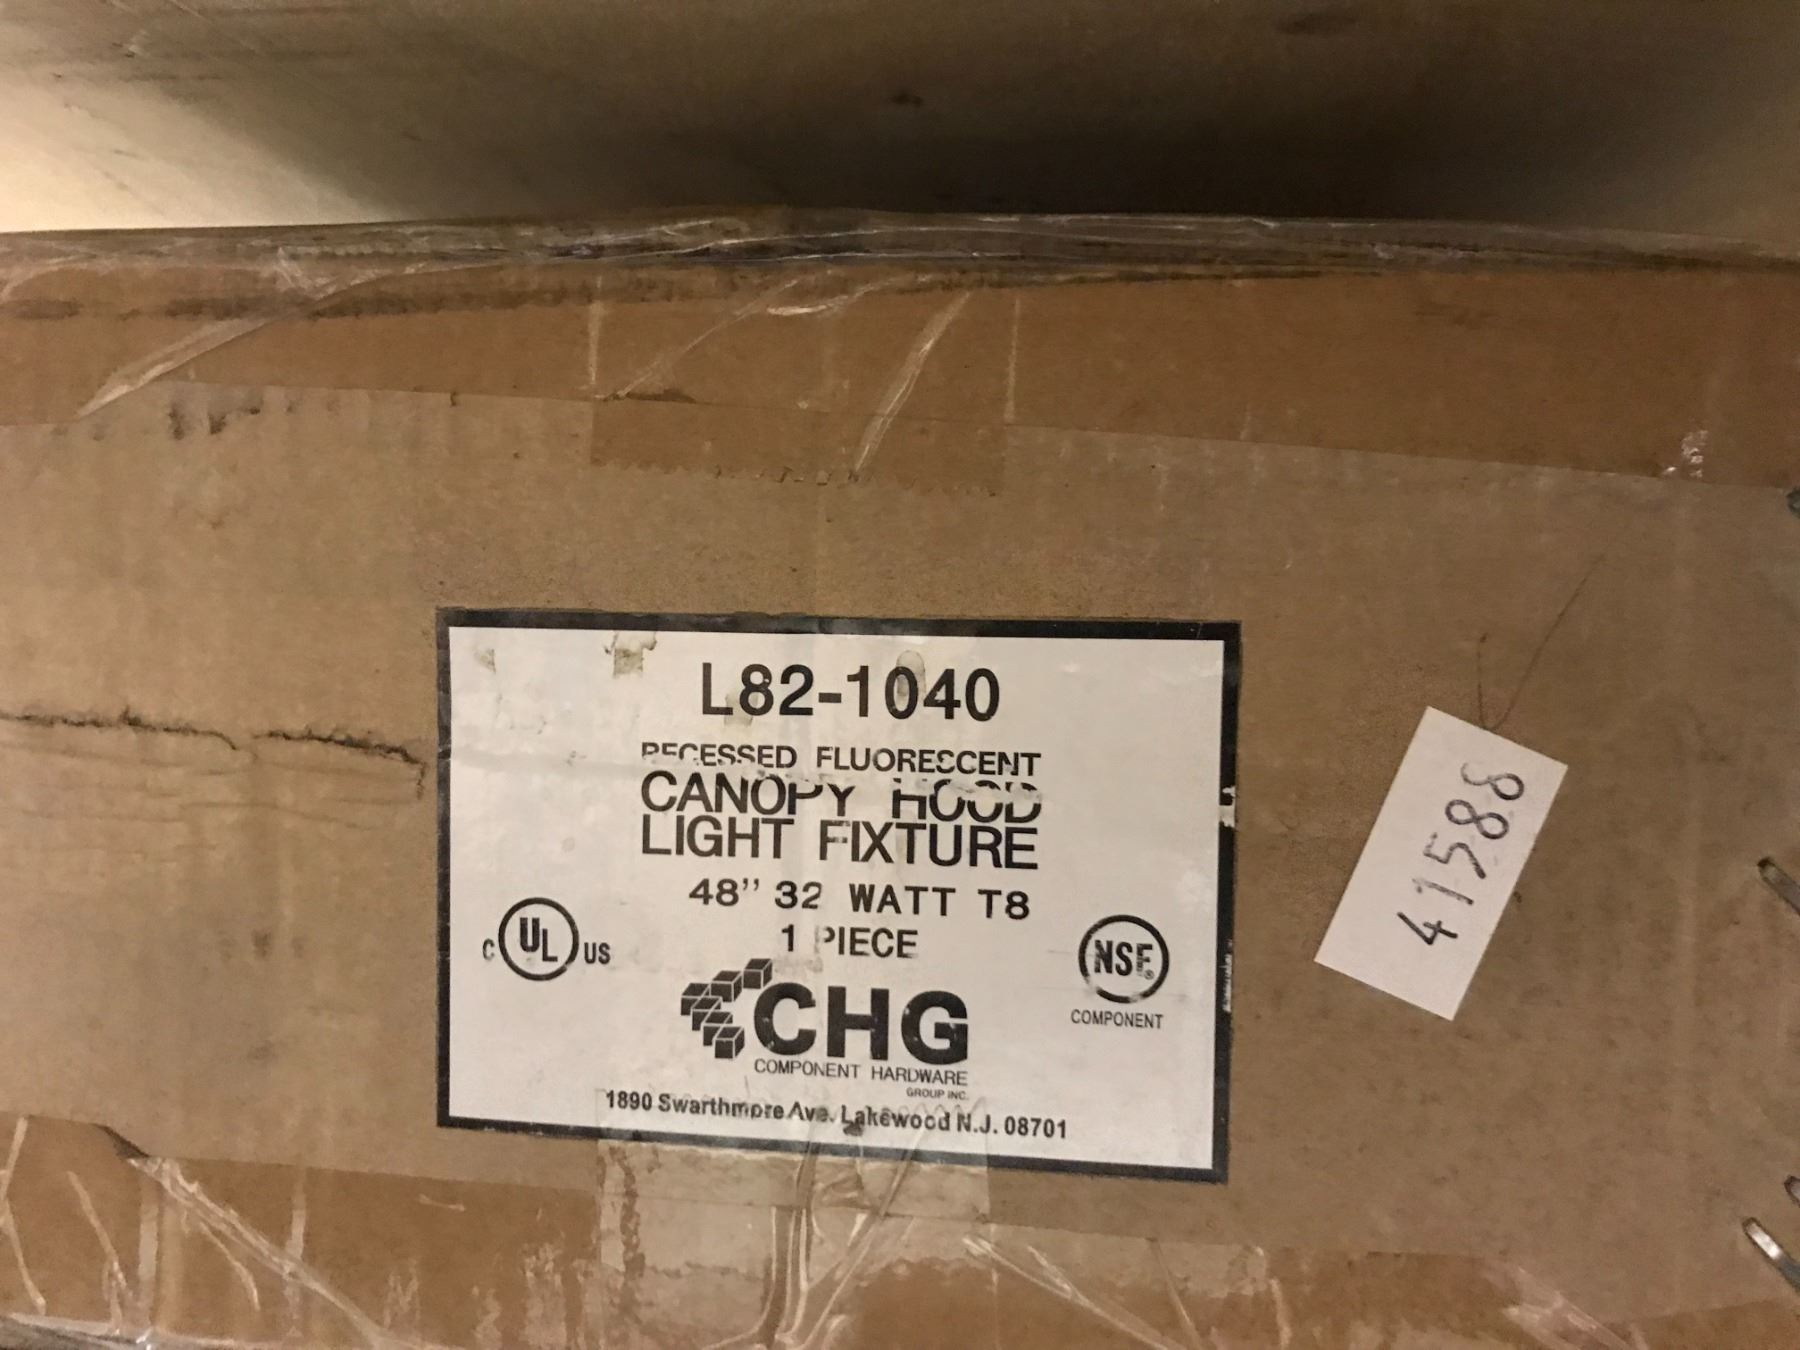 L82-1040
RECESSED FLUORESCENT
CANOPY HOOD
LIGHT FIXTURE
48" 32 WATT T8
1 PIECE
C UL US
NSF®
COMPONENT
CHG
COMPONENT HARDWARE
GROUP INC.
1890 Swarthmore Ave. Lakewood N.J. 08701
41588